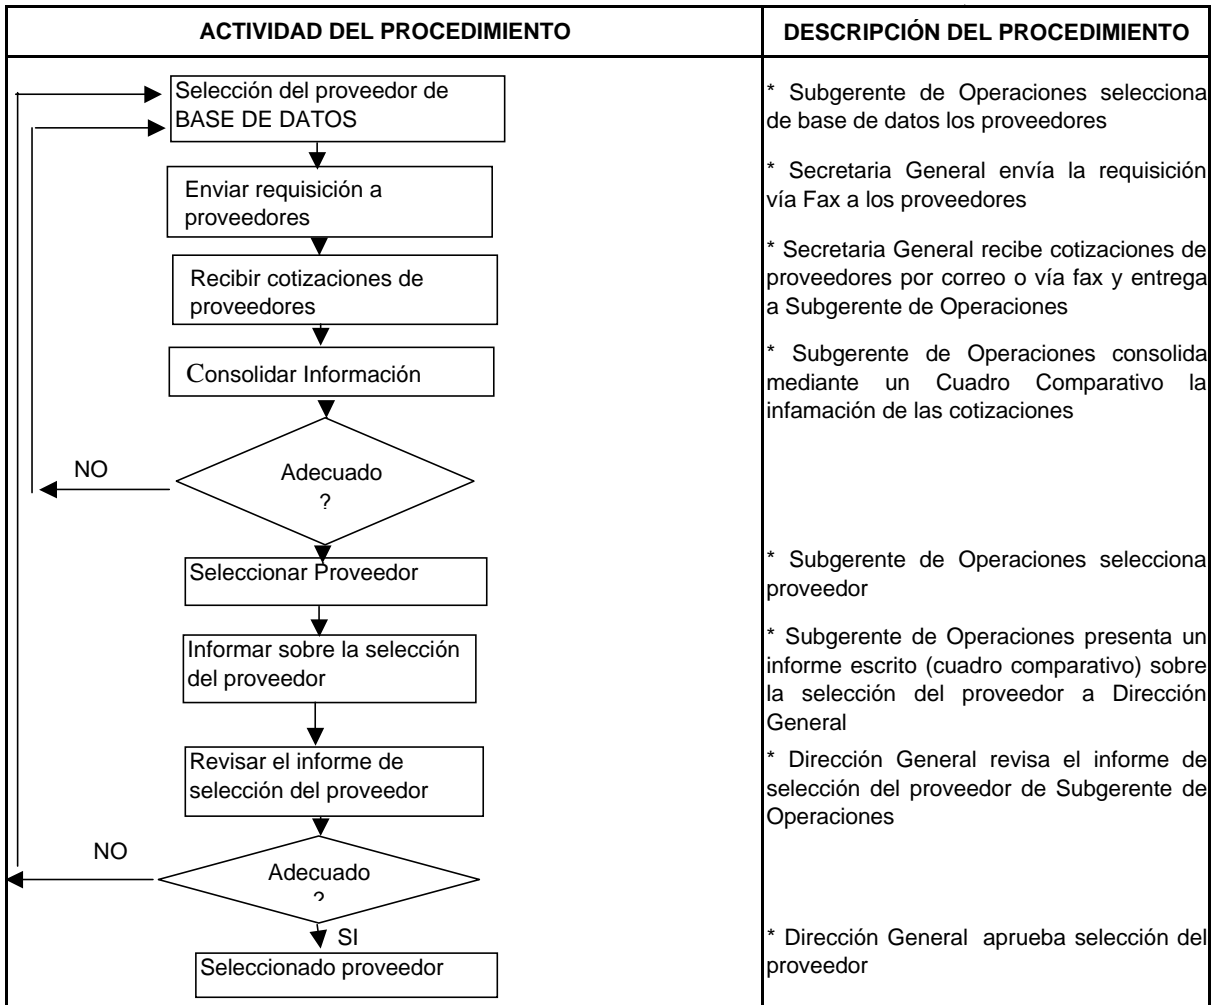 ACTIVIDAD DEL PROCEDIMIENTO
DESCRIPCIÓN DEL PROCEDIMIENTO
Selección del proveedor de
BASE DE DATOS
* Subgerente de Operaciones selecciona
de base de datos los proveedores
Enviar requisición a
proveedores
* Secretaria General envía la requisición
vía Fax a los proveedores
Recibir cotizaciones de
proveedores
* Secretaria General recibe cotizaciones de
proveedores por correo o vía fax y entrega
a Subgerente de Operaciones
Consolidar Información
* Subgerente de Operaciones consolida
mediante un Cuadro Comparativo la
infamación de las cotizaciones
NO
Adecuado
?
Seleccionar Proveedor
* Subgerente de Operaciones selecciona
proveedor
Informar sobre la selección
del proveedor
* Subgerente de Operaciones presenta un
informe escrito (cuadro comparativo) sobre
la selección del proveedor a Dirección
General
Revisar el informe de
selección del proveedor
* Dirección General revisa el informe de
selección del proveedor de Subgerente de
Operaciones
NO
Adecuado
?
SI
Seleccionado proveedor
* Dirección General aprueba selección del
proveedor